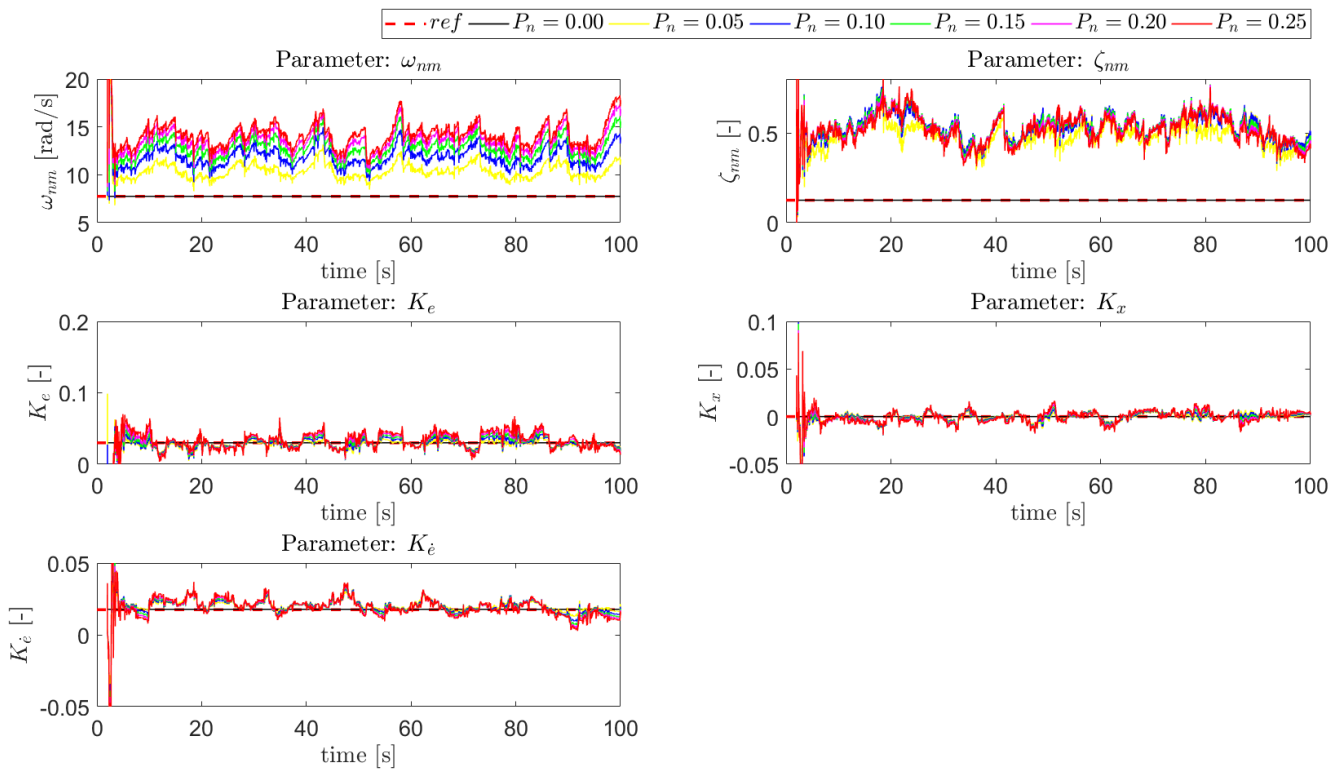 ref P_n = 0.00 P_n = 0.05 P_n = 0.10 P_n = 0.15 P_n = 0.20 P_n = 0.25
Parameter: ω_nm
20
15
10
5
ω_nm [rad/s]
0 20 40 60 80 100
time [s]
Parameter: ζ_nm
0.5
0
ζ_nm [-]
0 20 40 60 80 100
time [s]
Parameter: K_e
0.2
0.1
0
K_e [-]
0 20 40 60 80 100
time [s]
Parameter: K_x
0.1
0.05
0
-0.05
K_x [-]
0 20 40 60 80 100
time [s]
Parameter: K_ė
0.05
0
-0.05
K_ė [-]
0 20 40 60 80 100
time [s]